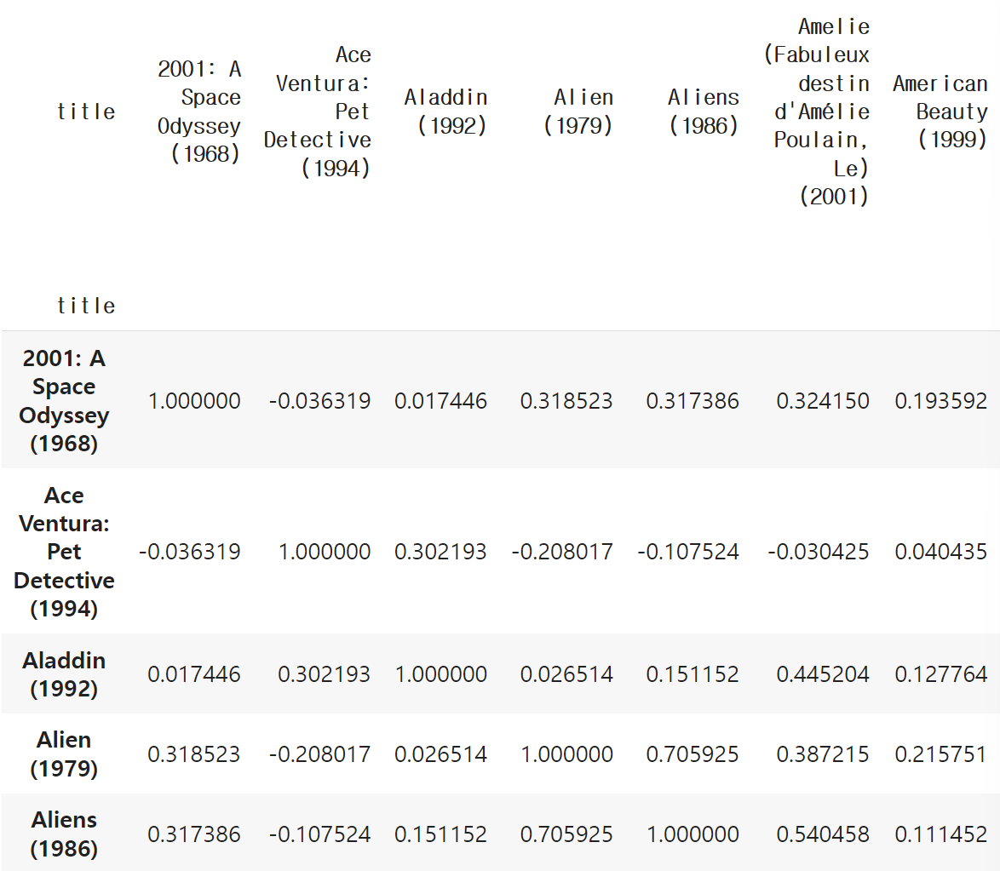 title 2001: A Space Odyssey (1968) Ace Ventura: Pet Detective (1994) Aladdin (1992) Alien (1979) Aliens (1986) Amelie (Fabuleux destin d'Amélie Poulain, Le) (2001) American Beauty (1999)
title
2001: A Space Odyssey (1968) 1.000000 -0.036319 0.017446 0.318523 0.317386 0.324150 0.193592
Ace Ventura: Pet Detective (1994) -0.036319 1.000000 0.302193 -0.208017 -0.107524 -0.030425 0.040435
Aladdin (1992) 0.017446 0.302193 1.000000 0.026514 0.151152 0.445204 0.127764
Alien (1979) 0.318523 -0.208017 0.026514 1.000000 0.705925 0.387215 0.215751
Aliens (1986) 0.317386 -0.107524 0.151152 0.705925 1.000000 0.540458 0.111452